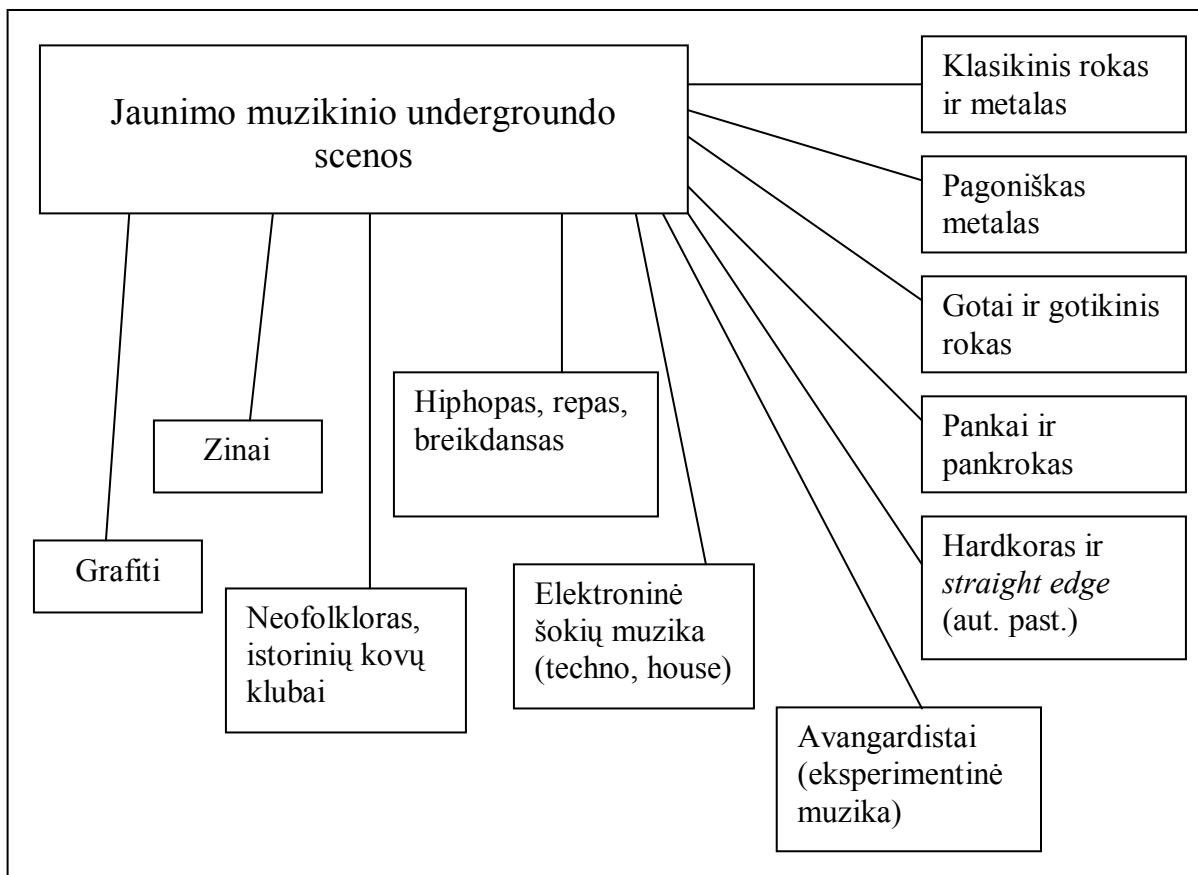 Jaunimo muzikinio undergroundo
scenos
Klasikinis rokas
ir metalas
Pagoniškas
metalas
Gotai ir gotikinis
rokas
Pankai ir
pankrokas
Hardkoras ir
straight edge
(aut. past.)
Hiphopas, repas,
breikdansas
Zinai
Grafiti
Neofolkloras,
istorinių kovų
klubai
Elektroninė
šokių muzika
(techno, house)
Avangardistai
(eksperimentinė
muzika)